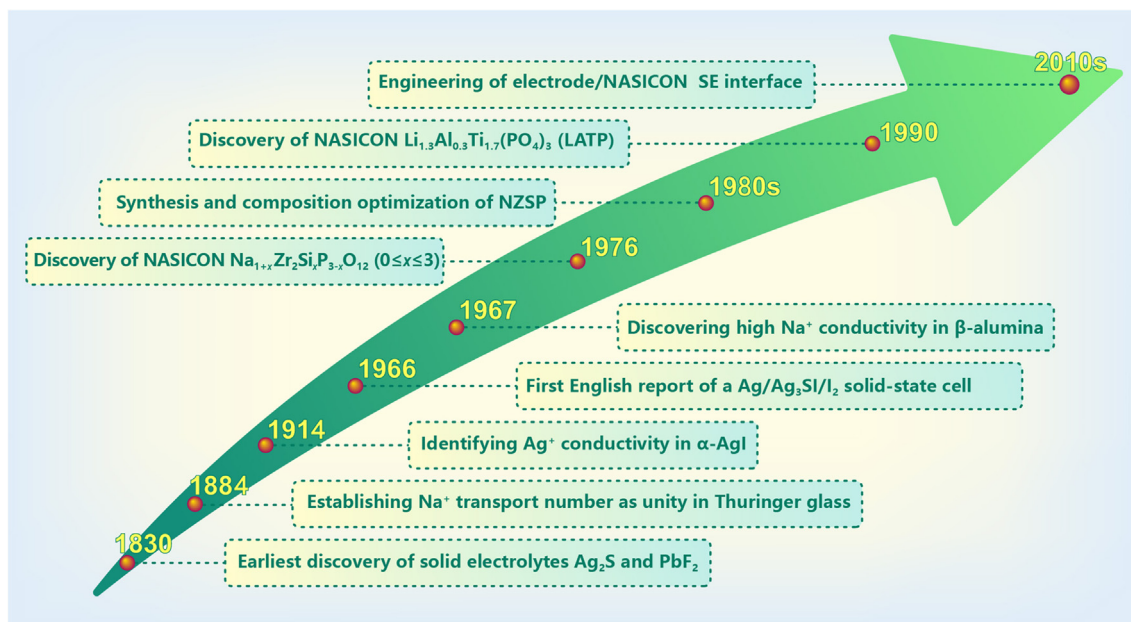 2010s
Engineering of electrode/NASICON SE interface
1990
Discovery of NASICON Li₁.₃Al₀.₃Ti₁.₇(PO₄)₃ (LATP)
1980s
Synthesis and composition optimization of NZSP
1976
Discovery of NASICON Na₁₊ₓZr₂SiₓP₃₋ₓO₁₂ (0≤x≤3)
1967
Discovering high Na⁺ conductivity in β-alumina
1966
First English report of a Ag/Ag₃SI/I₂ solid-state cell
1914
Identifying Ag⁺ conductivity in α-AgI
1884
Establishing Na⁺ transport number as unity in Thuringer glass
1830
Earliest discovery of solid electrolytes Ag₂S and PbF₂